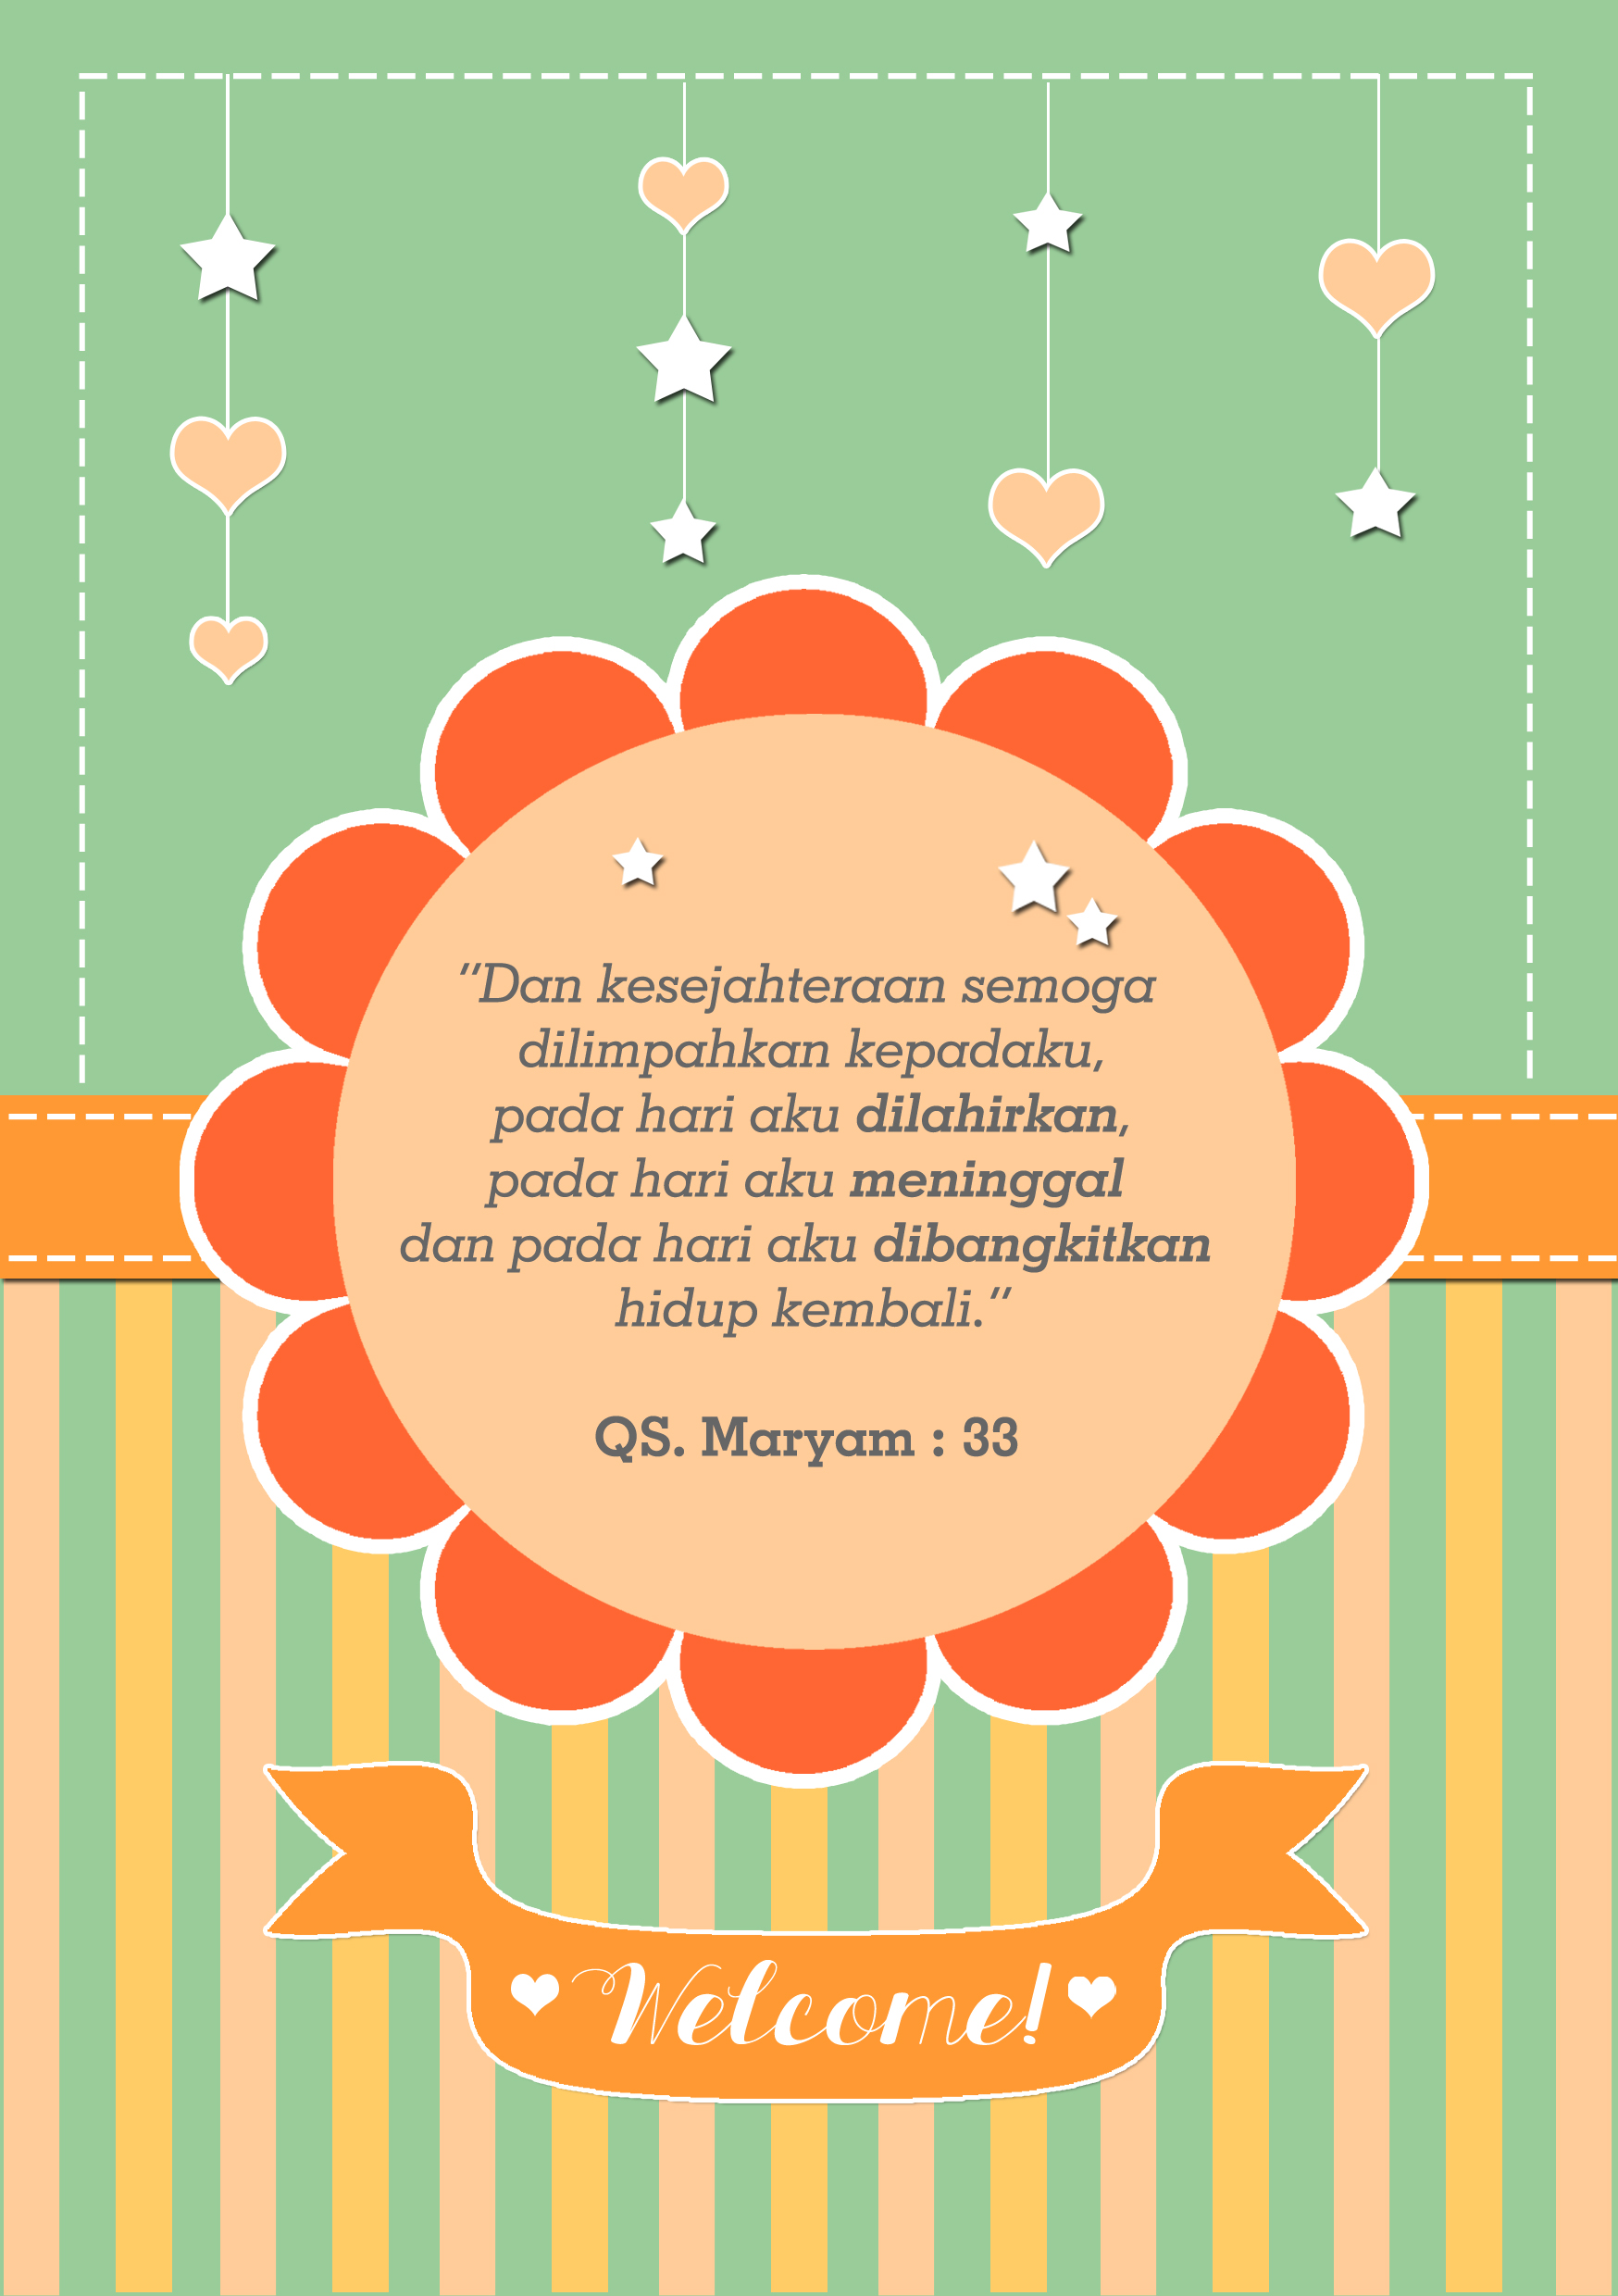 "Dan kesejahteraan semoga
dilimpahkan kepadaku,
pada hari aku dilahirkan,
pada hari aku meninggal
dan pada hari aku dibangkitkan
hidup kembali."
QS. Maryam : 33
Welcome!